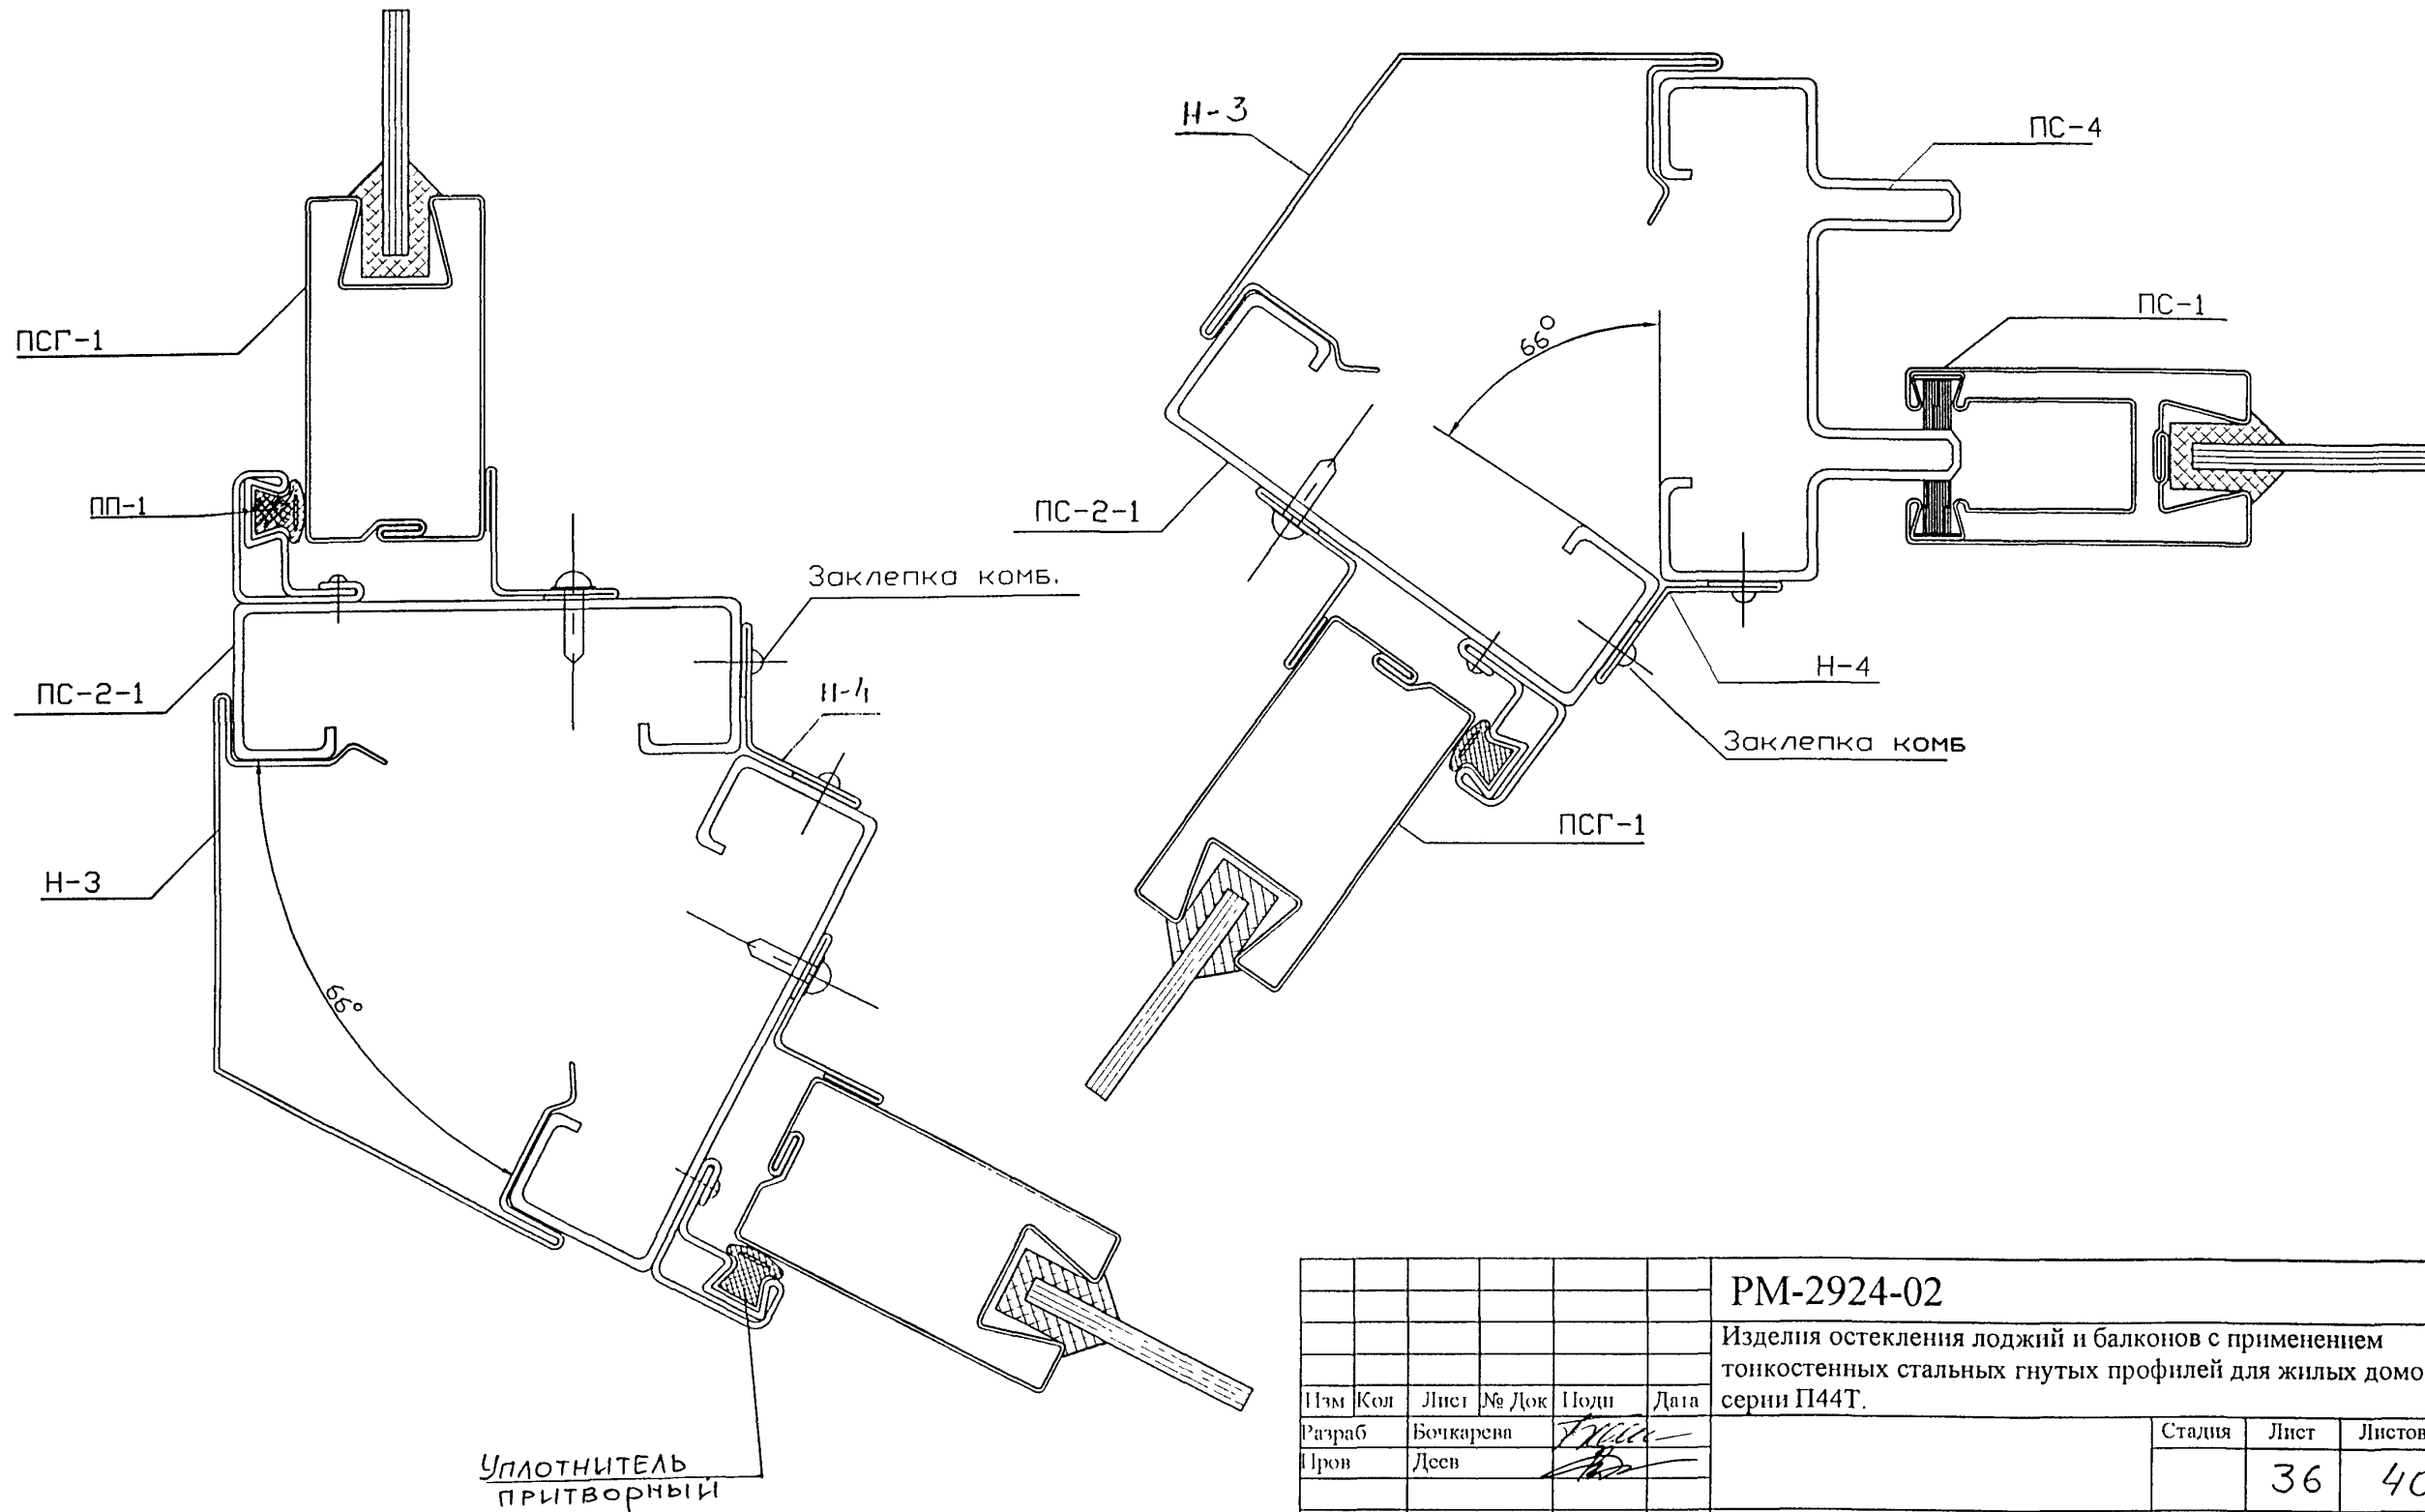 ПСГ-1
ПП-1
Заклепка комб.
ПС-2-1
Н-4
Н-3
66°
Уплотнитель
притворный
Н-3
ПС-4
ПС-1
66°
ПС-2-1
Н-4
Заклепка комб
ПСГ-1
РМ-2924-02
Изделия остекления лоджий и балконов с применением
тонкостенных стальных гнутых профилей для жилых домо
серии П44Т.
Изм Кол Лист № Док Подп Дата
Разраб Бочкарева
Пров Деев
Стадия Лист Листов
36 40